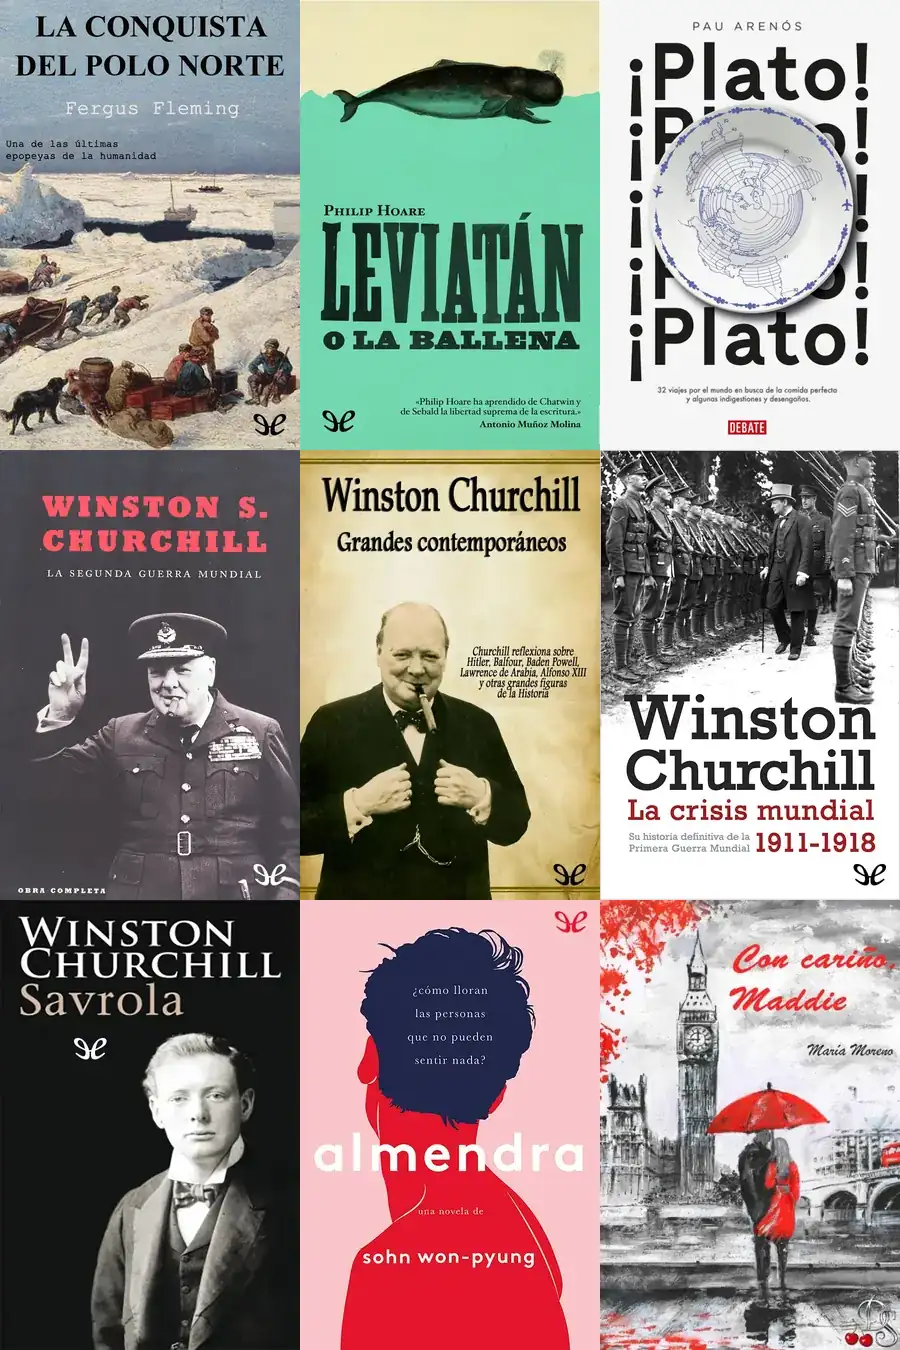 LA CONQUISTA
DEL POLO NORTE
Fergus Fleming
Una de las últimas
epopeyas de la humanidad
PHILIP HOARE
LEVIATÁN
O LA BALLENA
«Philip Hoare ha aprendido de Chatwin y
de Sebald la libertad suprema de la escritura.»
Antonio Muñoz Molina
PAU ARENÓS
¡Plato!
¡Plato!
32 viajes por el mundo en busca de la comida perfecta
y algunas indigestiones y desengaños.
DEBATE
WINSTON S.
CHURCHILL
LA SEGUNDA GUERRA MUNDIAL
OBRA COMPLETA
Winston Churchill
Grandes contemporáneos
Churchill reflexiona sobre
Hitler, Balfour, Baden Powell,
Lawrence de Arabia, Alfonso XIII
y otras grandes figuras
de la Historia
Winston
Churchill
La crisis mundial
Su historia definitiva de la
Primera Guerra Mundial
1911-1918
WINSTON
CHURCHILL
Savrola
¿cómo lloran
las personas
que no pueden
sentir nada?
almendra
una novela de
sohn won-pyung
Con cariño,
Maddie
María Moreno